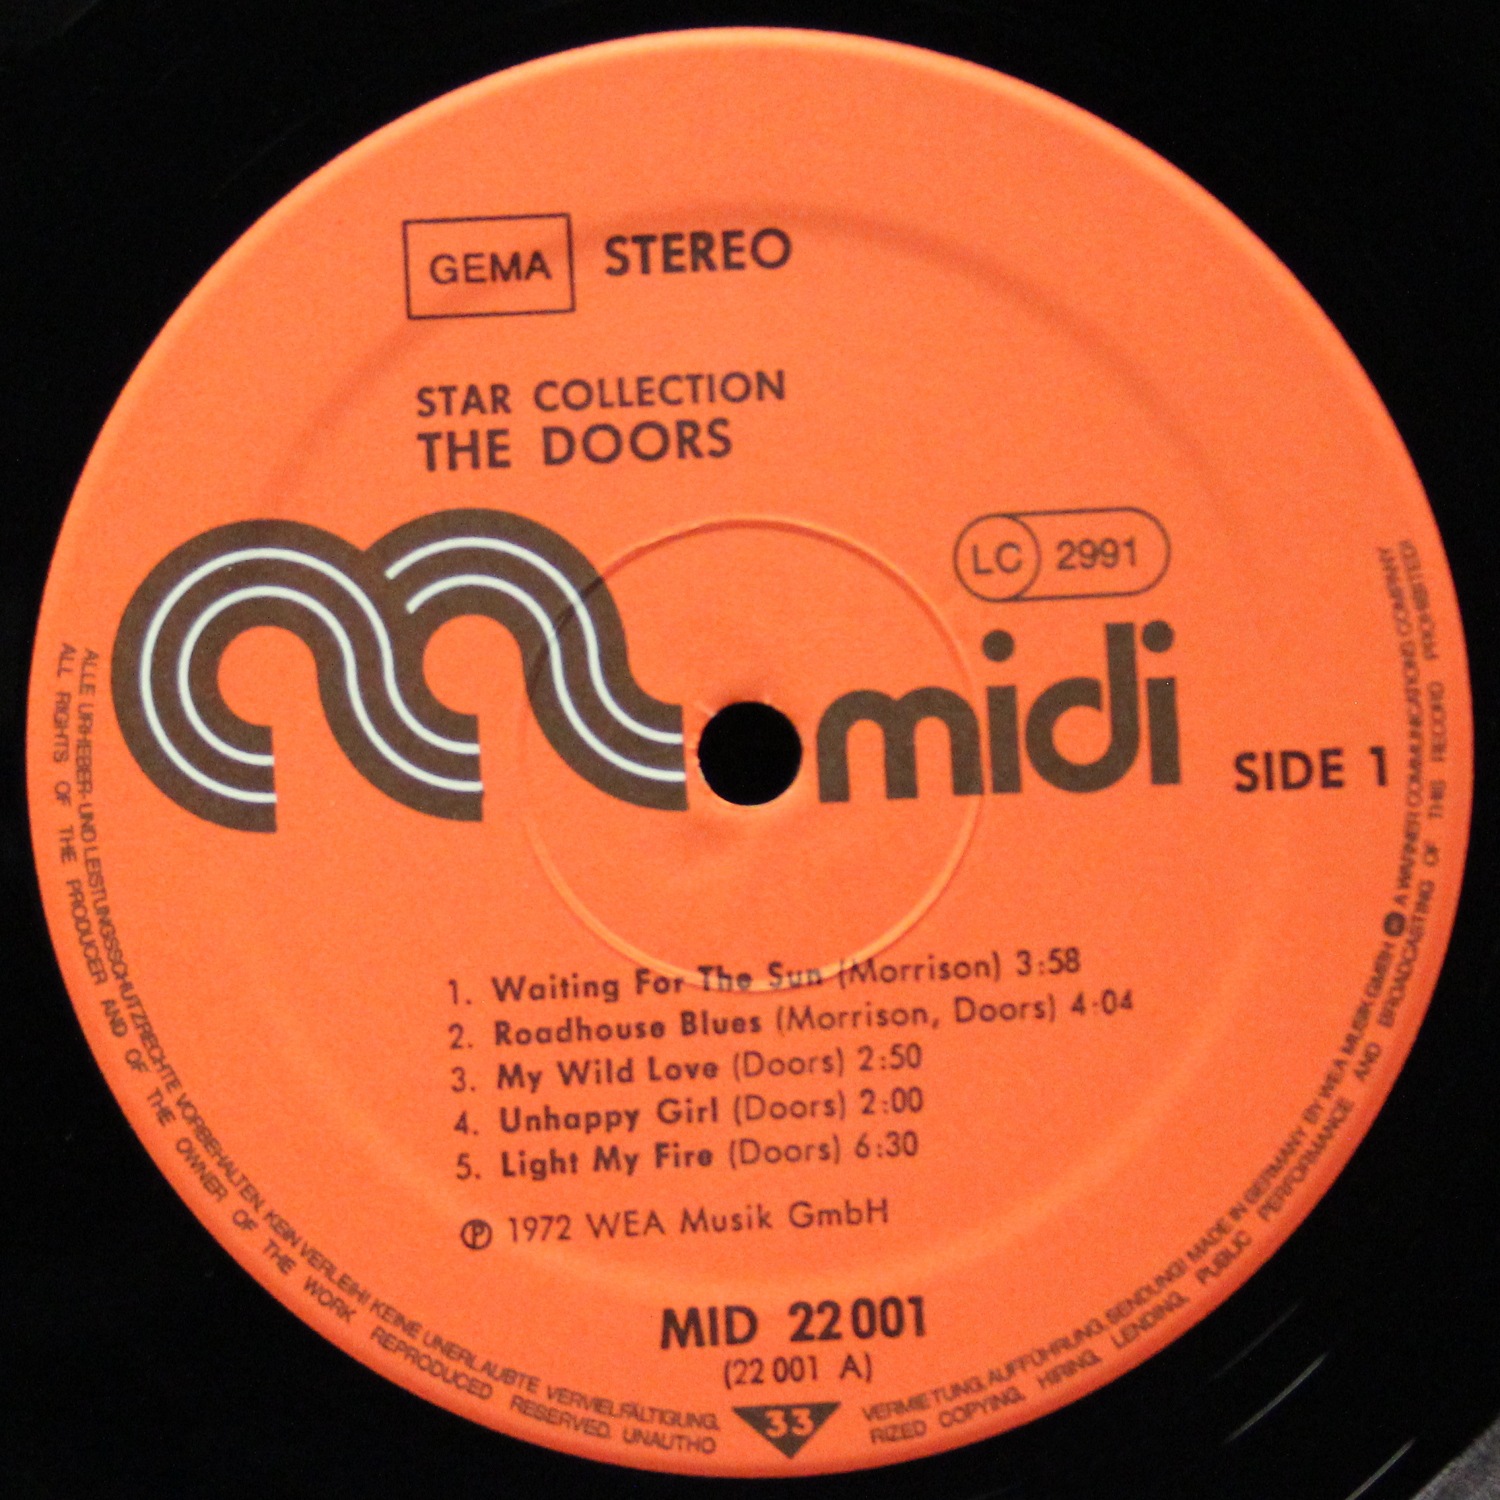 GEMA STEREO
STAR COLLECTION
THE DOORS
LC 2991
midi
SIDE 1
1. Waiting For The Sun (Morrison) 3:58
2. Roadhouse Blues (Morrison, Doors) 4:04
3. My Wild Love (Doors) 2:50
4. Unhappy Girl (Doors) 2:00
5. Light My Fire (Doors) 6:30
℗ 1972 WEA Musik GmbH
MID 22 001
(22 001 A)
33
ALLE URHEBER- UND LEISTUNGSSCHUTZRECHTE VORBEHALTEN. KEIN VERLEIH! KEINE UNERLAUBTE VERVIELFÄLTIGUNG, VERMIETUNG, AUFFÜHRUNG, SENDUNG! MADE IN GERMANY BY WEA MUSIK GMBH A WARNER COMMUNICATIONS COMPANY
ALL RIGHTS OF THE PRODUCER AND OF THE OWNER OF THE WORK REPRODUCED RESERVED. UNAUTHO RIZED COPYING, HIRING, LENDING, PUBLIC PERFORMANCE AND BROADCASTING OF THIS RECORD PROHIBITED!